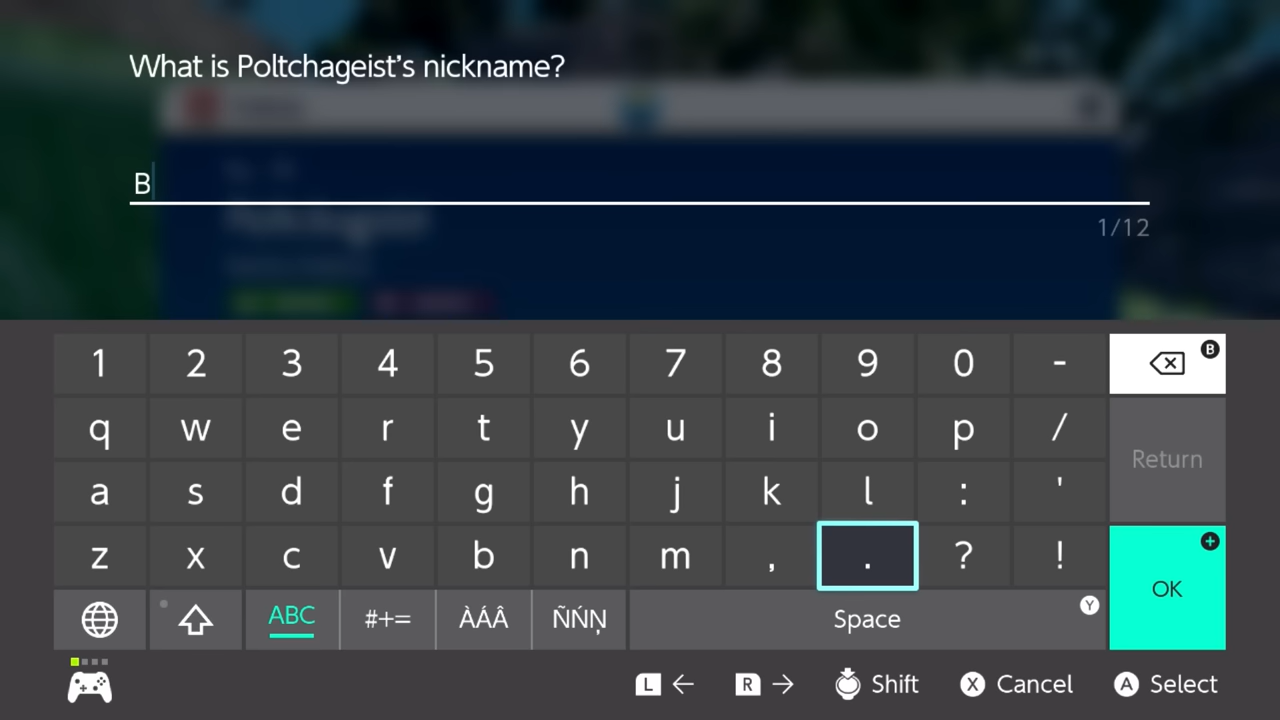 What is Poltchageist's nickname?
B
1/12
1 2 3 4 5 6 7 8 9 0 - B
q w e r t y u i o p /
Return
a s d f g h j k l : '
z x c v b n m , . ? ! +
OK
ABC #+= ÀÁÂ ÑŃŅ Space Y
L ← R → Shift X Cancel A Select